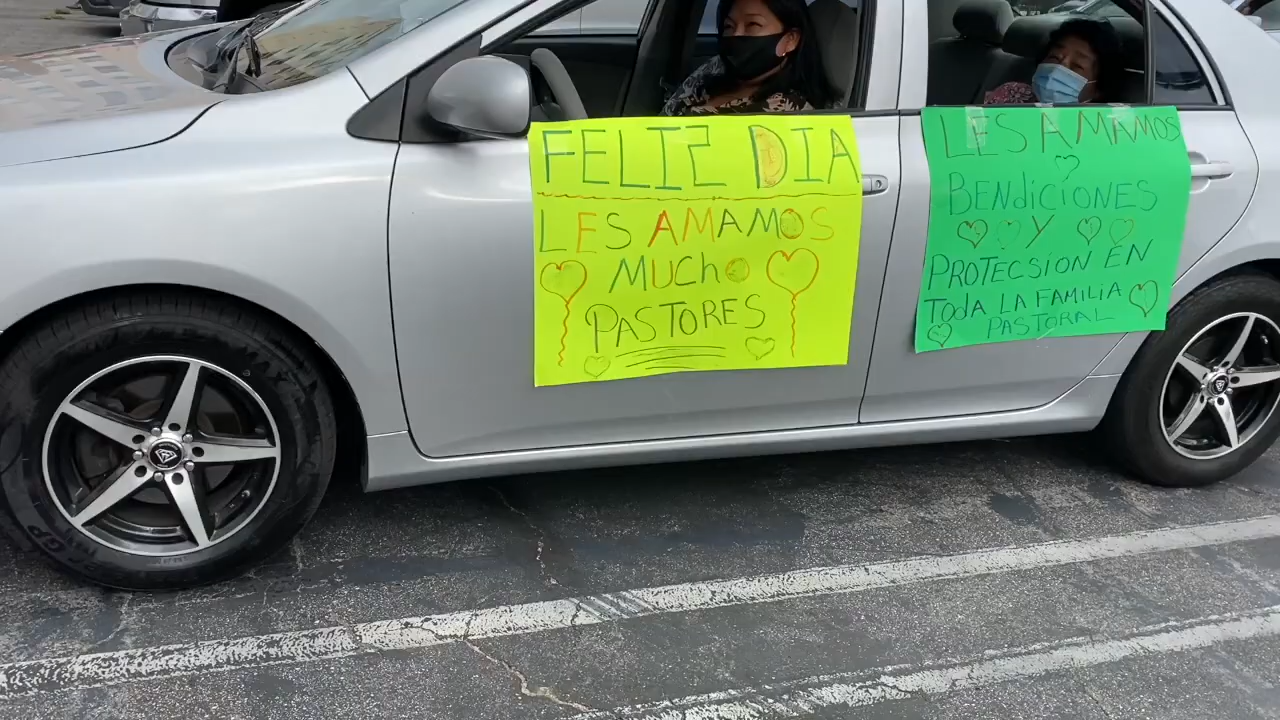 FELIZ DIA
LES AMAMOS
MUCho
PASTORES
LES AMAMOS
BENdiCIONES
Y
PROTECSION EN
TODA LA FAMILIA
PASTORAL